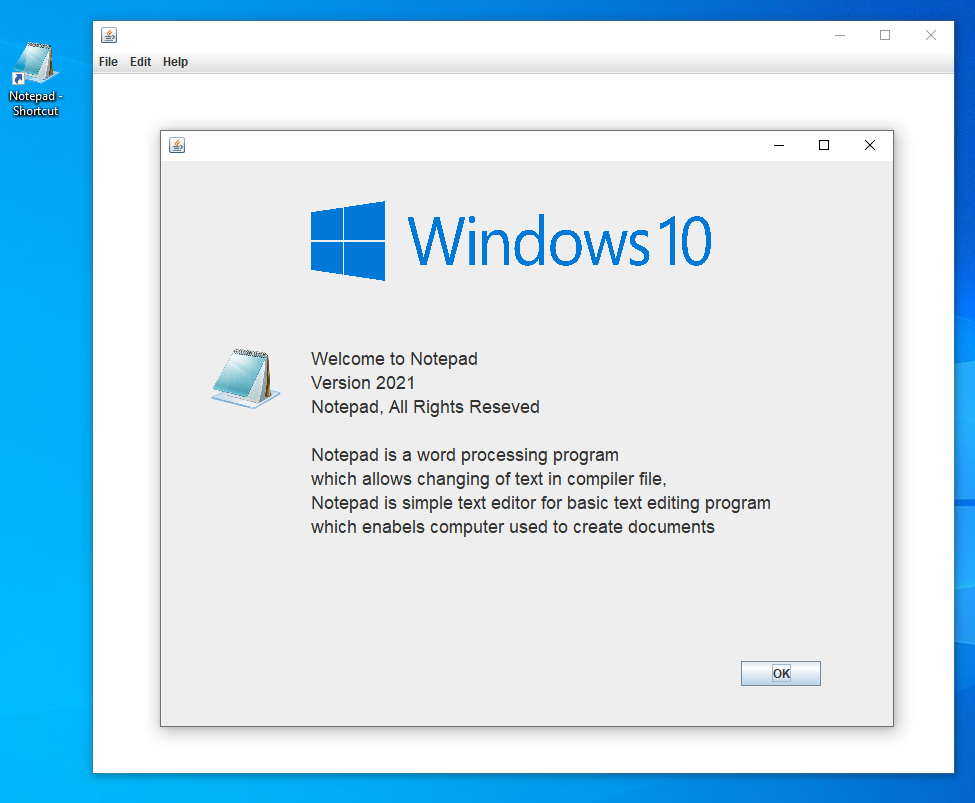 Notepad -
Shortcut
File Edit Help
Windows 10
Welcome to Notepad
Version 2021
Notepad, All Rights Reseved
Notepad is a word processing program
which allows changing of text in compiler file,
Notepad is simple text editor for basic text editing program
which enabels computer used to create documents
OK